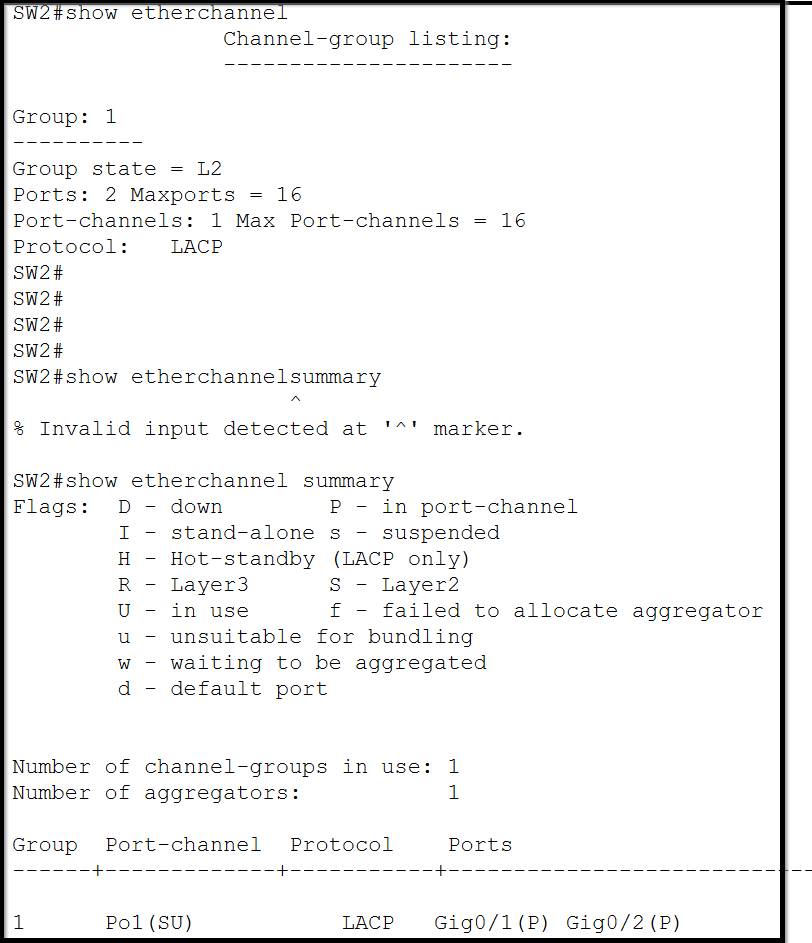 SW2#show etherchannel
Channel-group listing:
----------------------
Group: 1
----------
Group state = L2
Ports: 2 Maxports = 16
Port-channels: 1 Max Port-channels = 16
Protocol:   LACP
SW2#
SW2#
SW2#
SW2#
SW2#show etherchannelsummary
^
% Invalid input detected at '^' marker.
SW2#show etherchannel summary
Flags:  D - down        P - in port-channel
I - stand-alone s - suspended
H - Hot-standby (LACP only)
R - Layer3      S - Layer2
U - in use      f - failed to allocate aggregator
u - unsuitable for bundling
w - waiting to be aggregated
d - default port
Number of channel-groups in use: 1
Number of aggregators:           1
Group  Port-channel  Protocol    Ports
------+-------------+-----------+----------------------------
1      Po1(SU)           LACP   Gig0/1(P) Gig0/2(P)